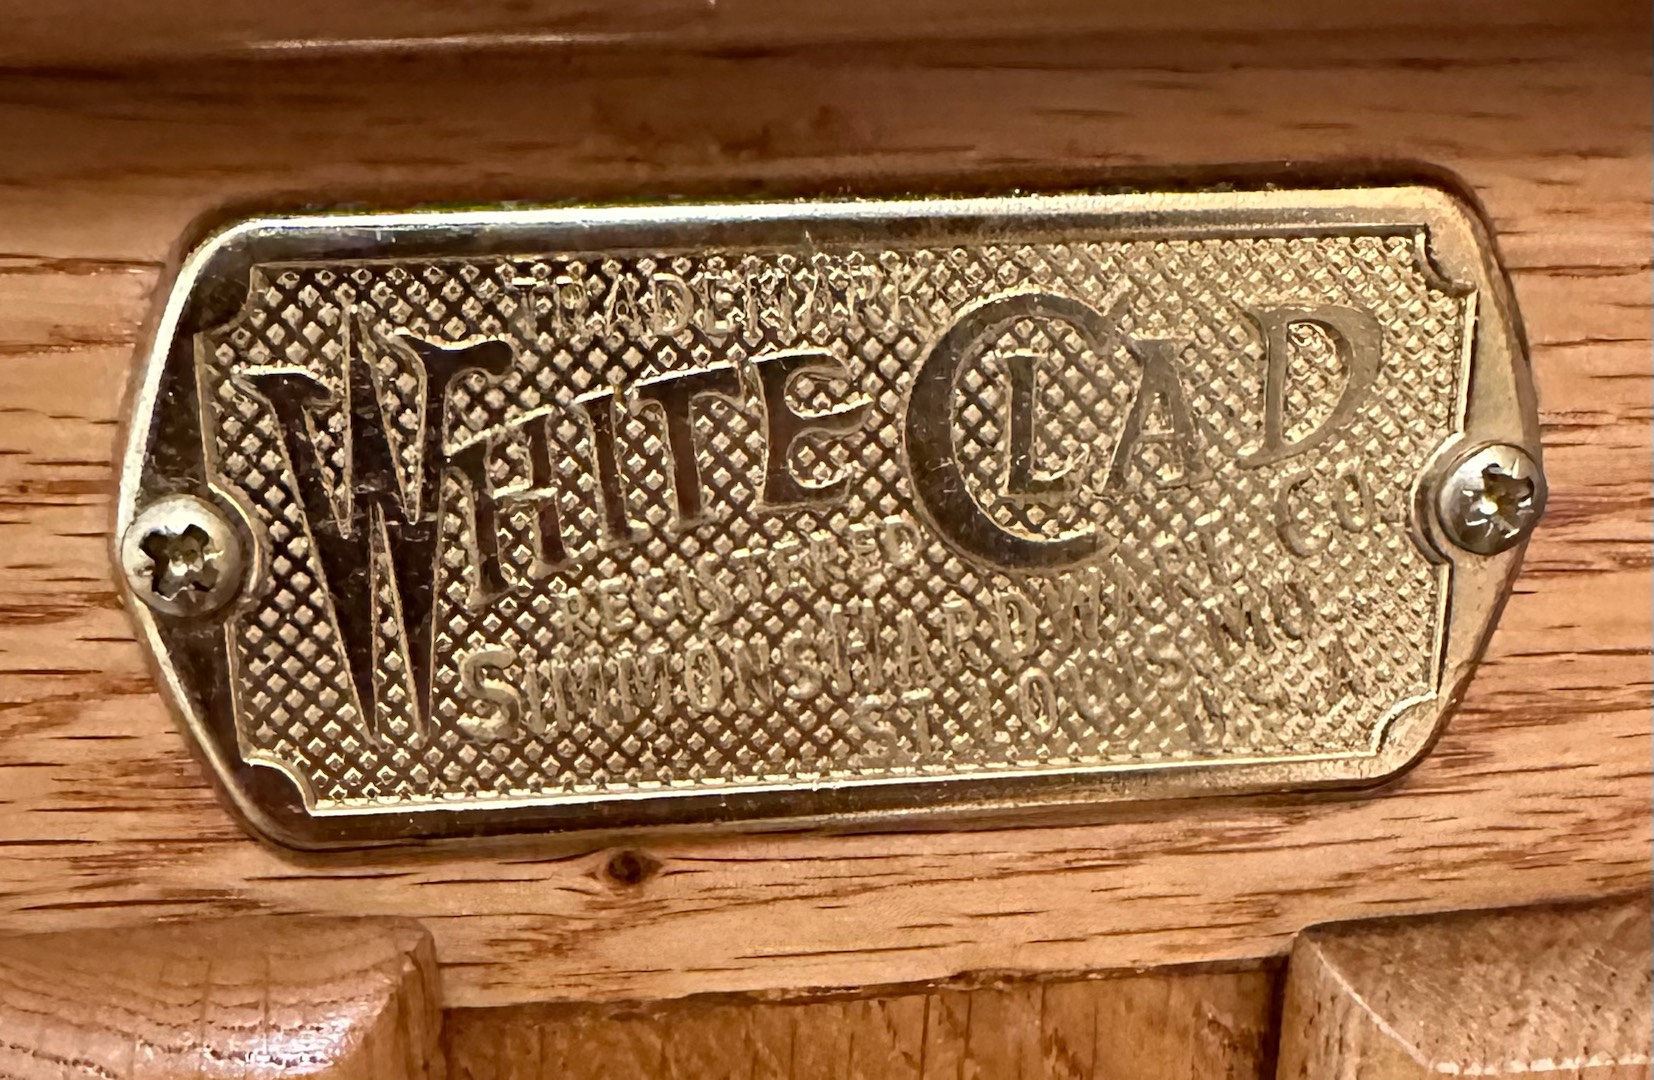 TRADEMARK
WHITE CLAD
REGISTERED
SIMMONS HARDWARE CO
ST LOUIS MO.
U.S.A.